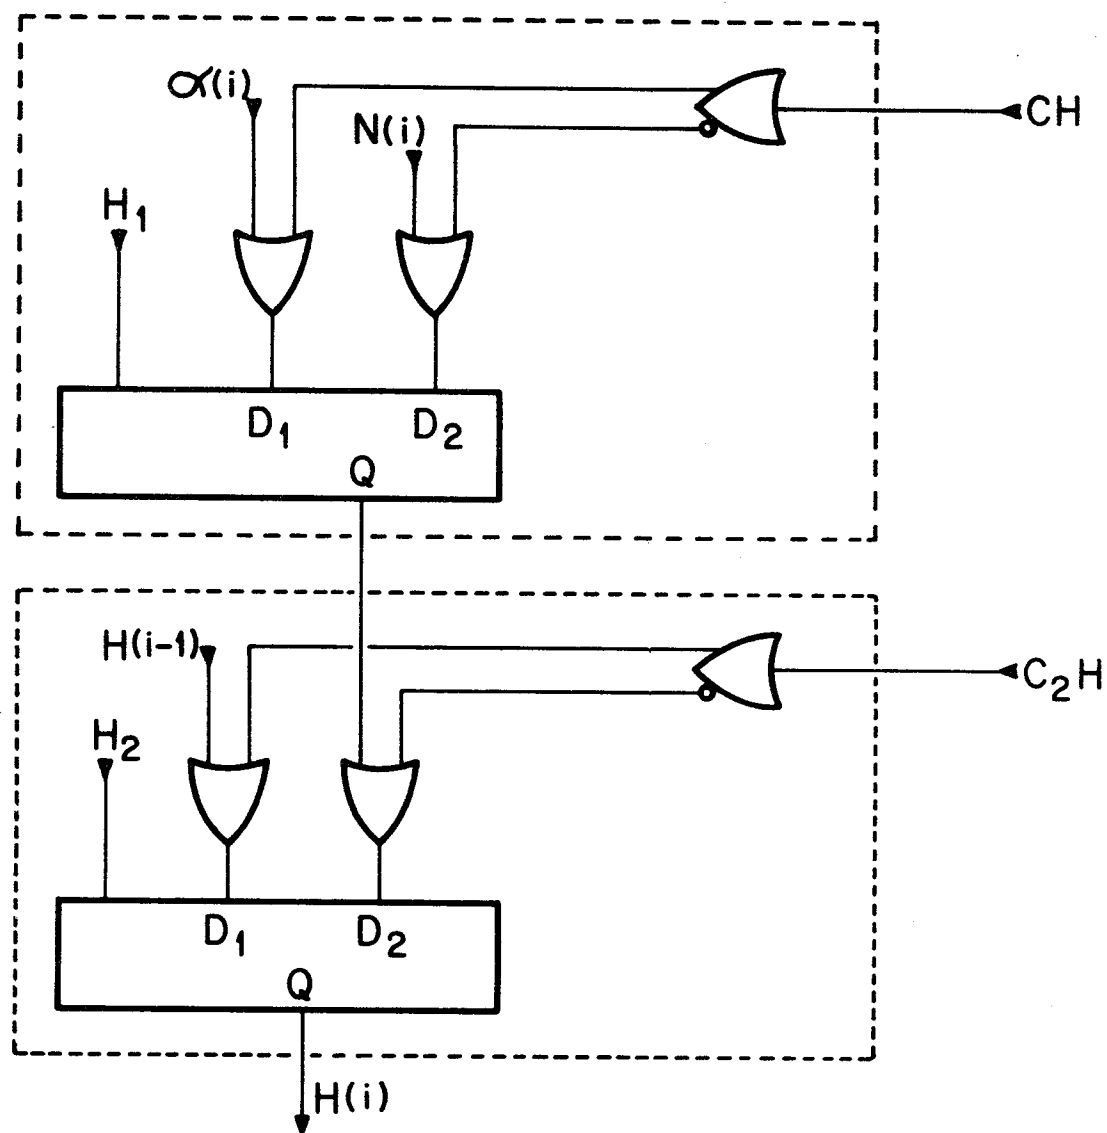 α(i)
CH
N(i)
H₁
D₁
D₂
Q
H(i-1)
C₂H
H₂
D₁
D₂
Q
H(i)